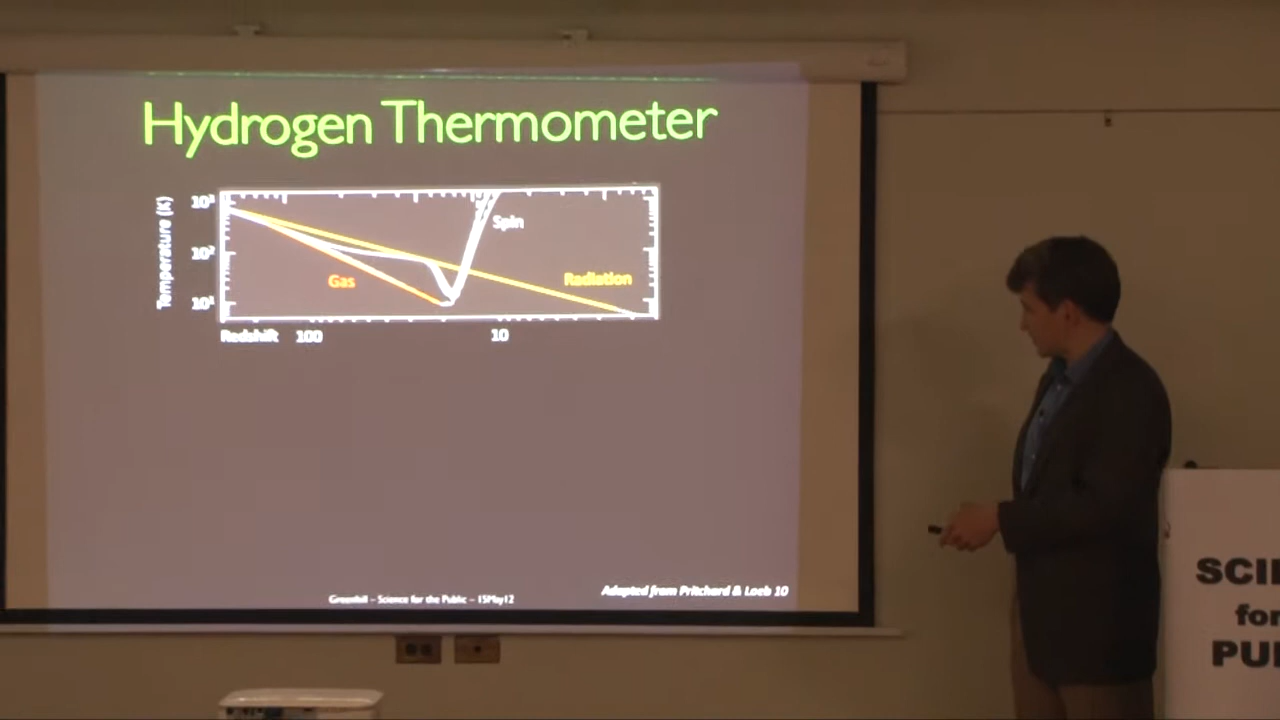 Hydrogen Thermometer
Temperature (K)
10³
10²
10¹
Spin
Gas
Radiation
Redshift 100 10
Adapted from Pritchard & Loeb 10
Greenhill – Science for the Public – 15May12
SCI
for
PU